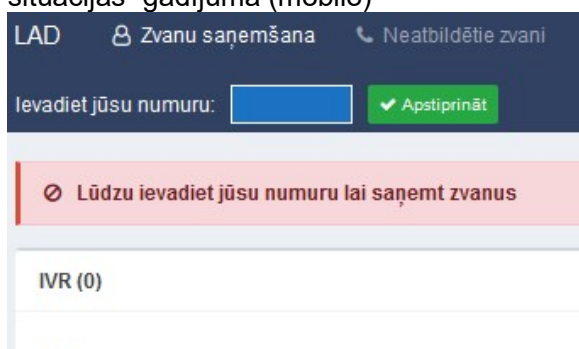 situācijas" gadījumā (mobilo)
LAD Zvanu saņemšana Neatbildētie zvani
Ievadiet jūsu numuru: Apstiprināt
Lūdzu ievadiet jūsu numuru lai saņemt zvanus
IVR (0)